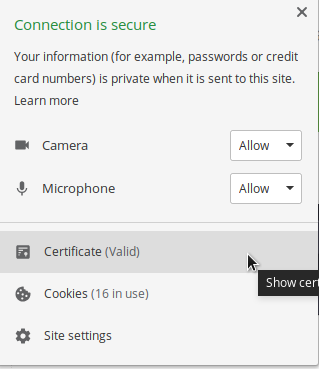 Connection is secure
Your information (for example, passwords or credit
card numbers) is private when it is sent to this site.
Learn more
Camera Allow
Microphone Allow
Certificate (Valid)
Show cert
Cookies (16 in use)
Site settings